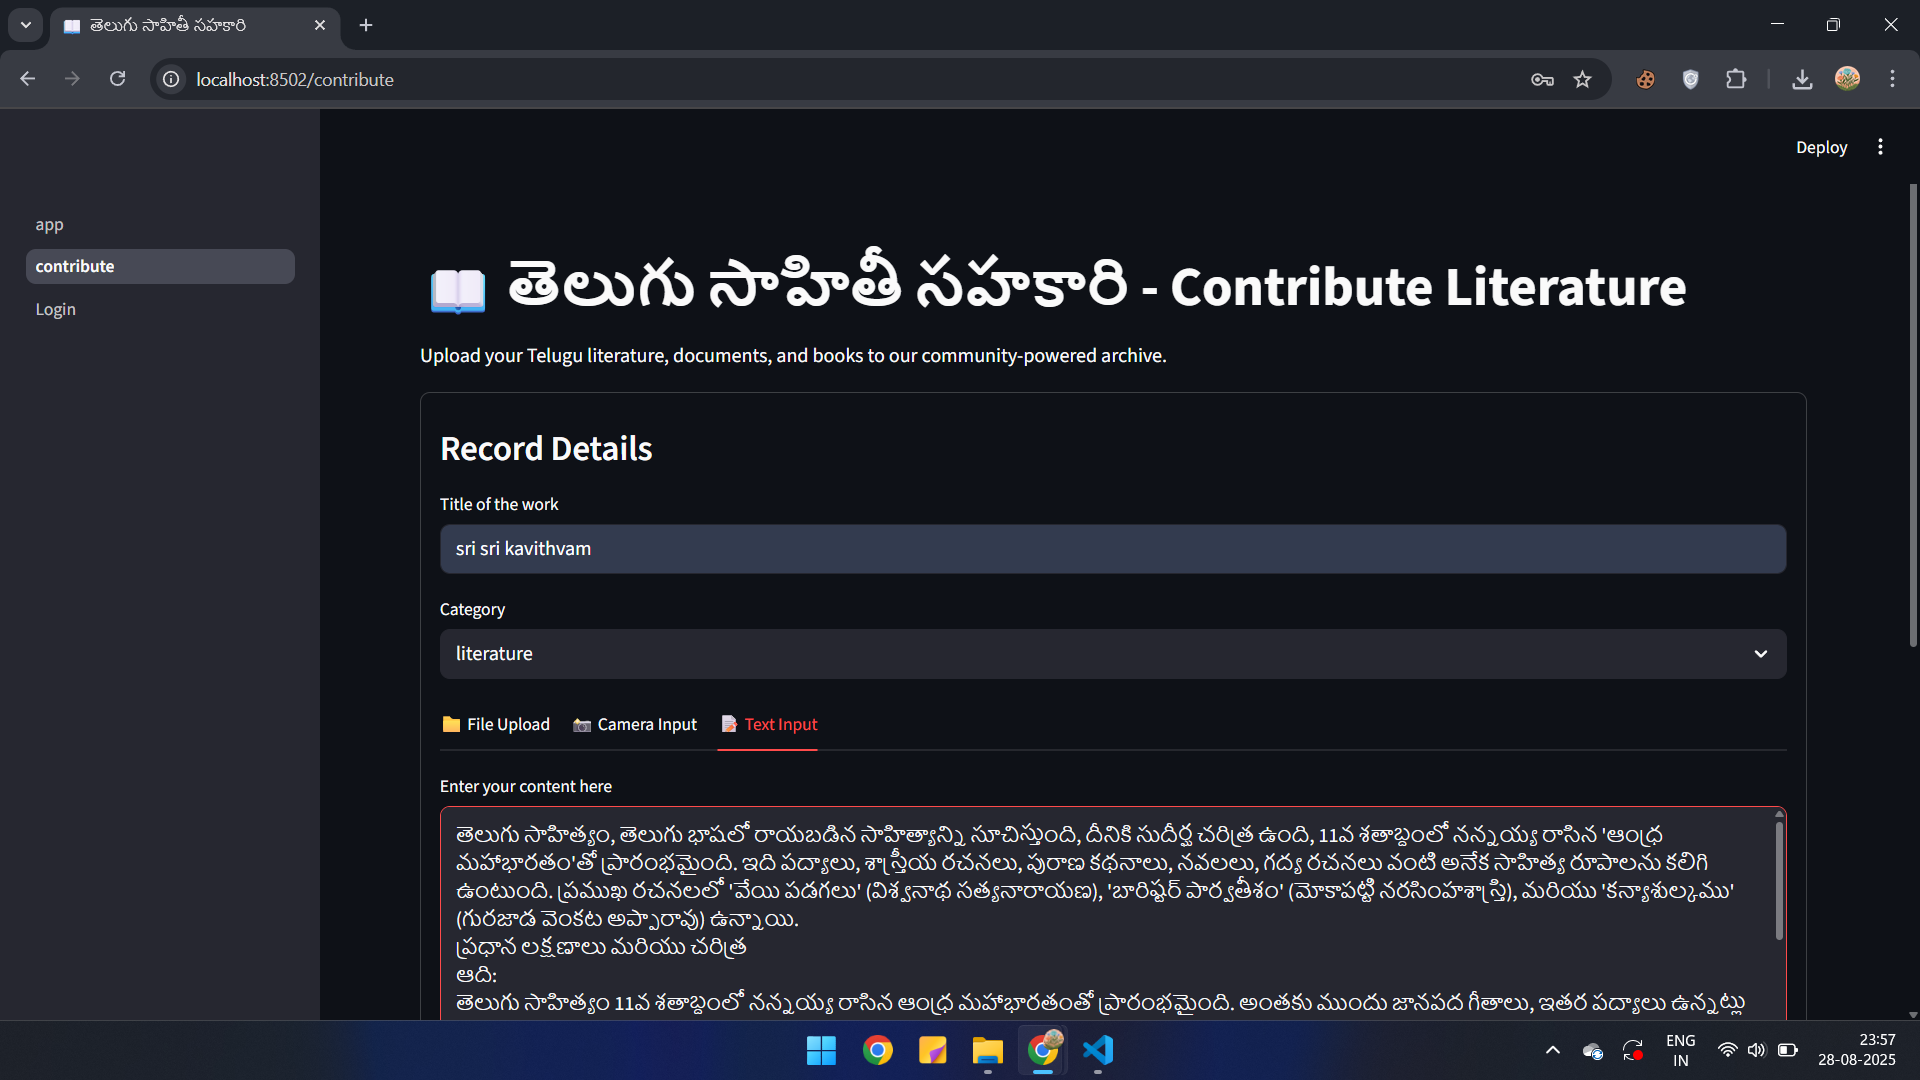 తెలుగు సాహితీ సహకారి
localhost:8502/contribute
Deploy
app
contribute
Login
తెలుగు సాహితీ సహకారి - Contribute Literature
Upload your Telugu literature, documents, and books to our community-powered archive.
Record Details
Title of the work
sri sri kavithvam
Category
literature
File Upload
Camera Input
Text Input
Enter your content here
తెలుగు సాహిత్యం, తెలుగు భాషలో రాయబడిన సాహిత్యాన్ని సూచిస్తుంది, దీనికి సుదీర్ఘ చరిత్ర ఉంది, 11వ శతాబ్దంలో నన్నయ్య రాసిన 'ఆంధ్ర
మహాభారతం'తో ప్రారంభమైంది. ఇది పద్యాలు, శాస్త్రీయ రచనలు, పురాణ కథనాలు, నవలలు, గద్య రచనలు వంటి అనేక సాహిత్య రూపాలను కలిగి
ఉంటుంది. ప్రముఖ రచనలలో 'వేయి పడగలు' (విశ్వనాథ సత్యనారాయణ), 'బారిష్టర్ పార్వతీశం' (మోకాపట్టి నరసింహశాస్త్రి), మరియు 'కన్యాశుల్కము'
(గురజాడ వెంకట అప్పారావు) ఉన్నాయి.
ప్రధాన లక్షణాలు మరియు చరిత్ర
ఆది:
తెలుగు సాహిత్యం 11వ శతాబ్దంలో నన్నయ్య రాసిన ఆంధ్ర మహాభారతంతో ప్రారంభమైంది. అంతకు ముందు జానపద గీతాలు, ఇతర పద్యాలు ఉన్నట్లు
ENG
IN
23:57
28-08-2025